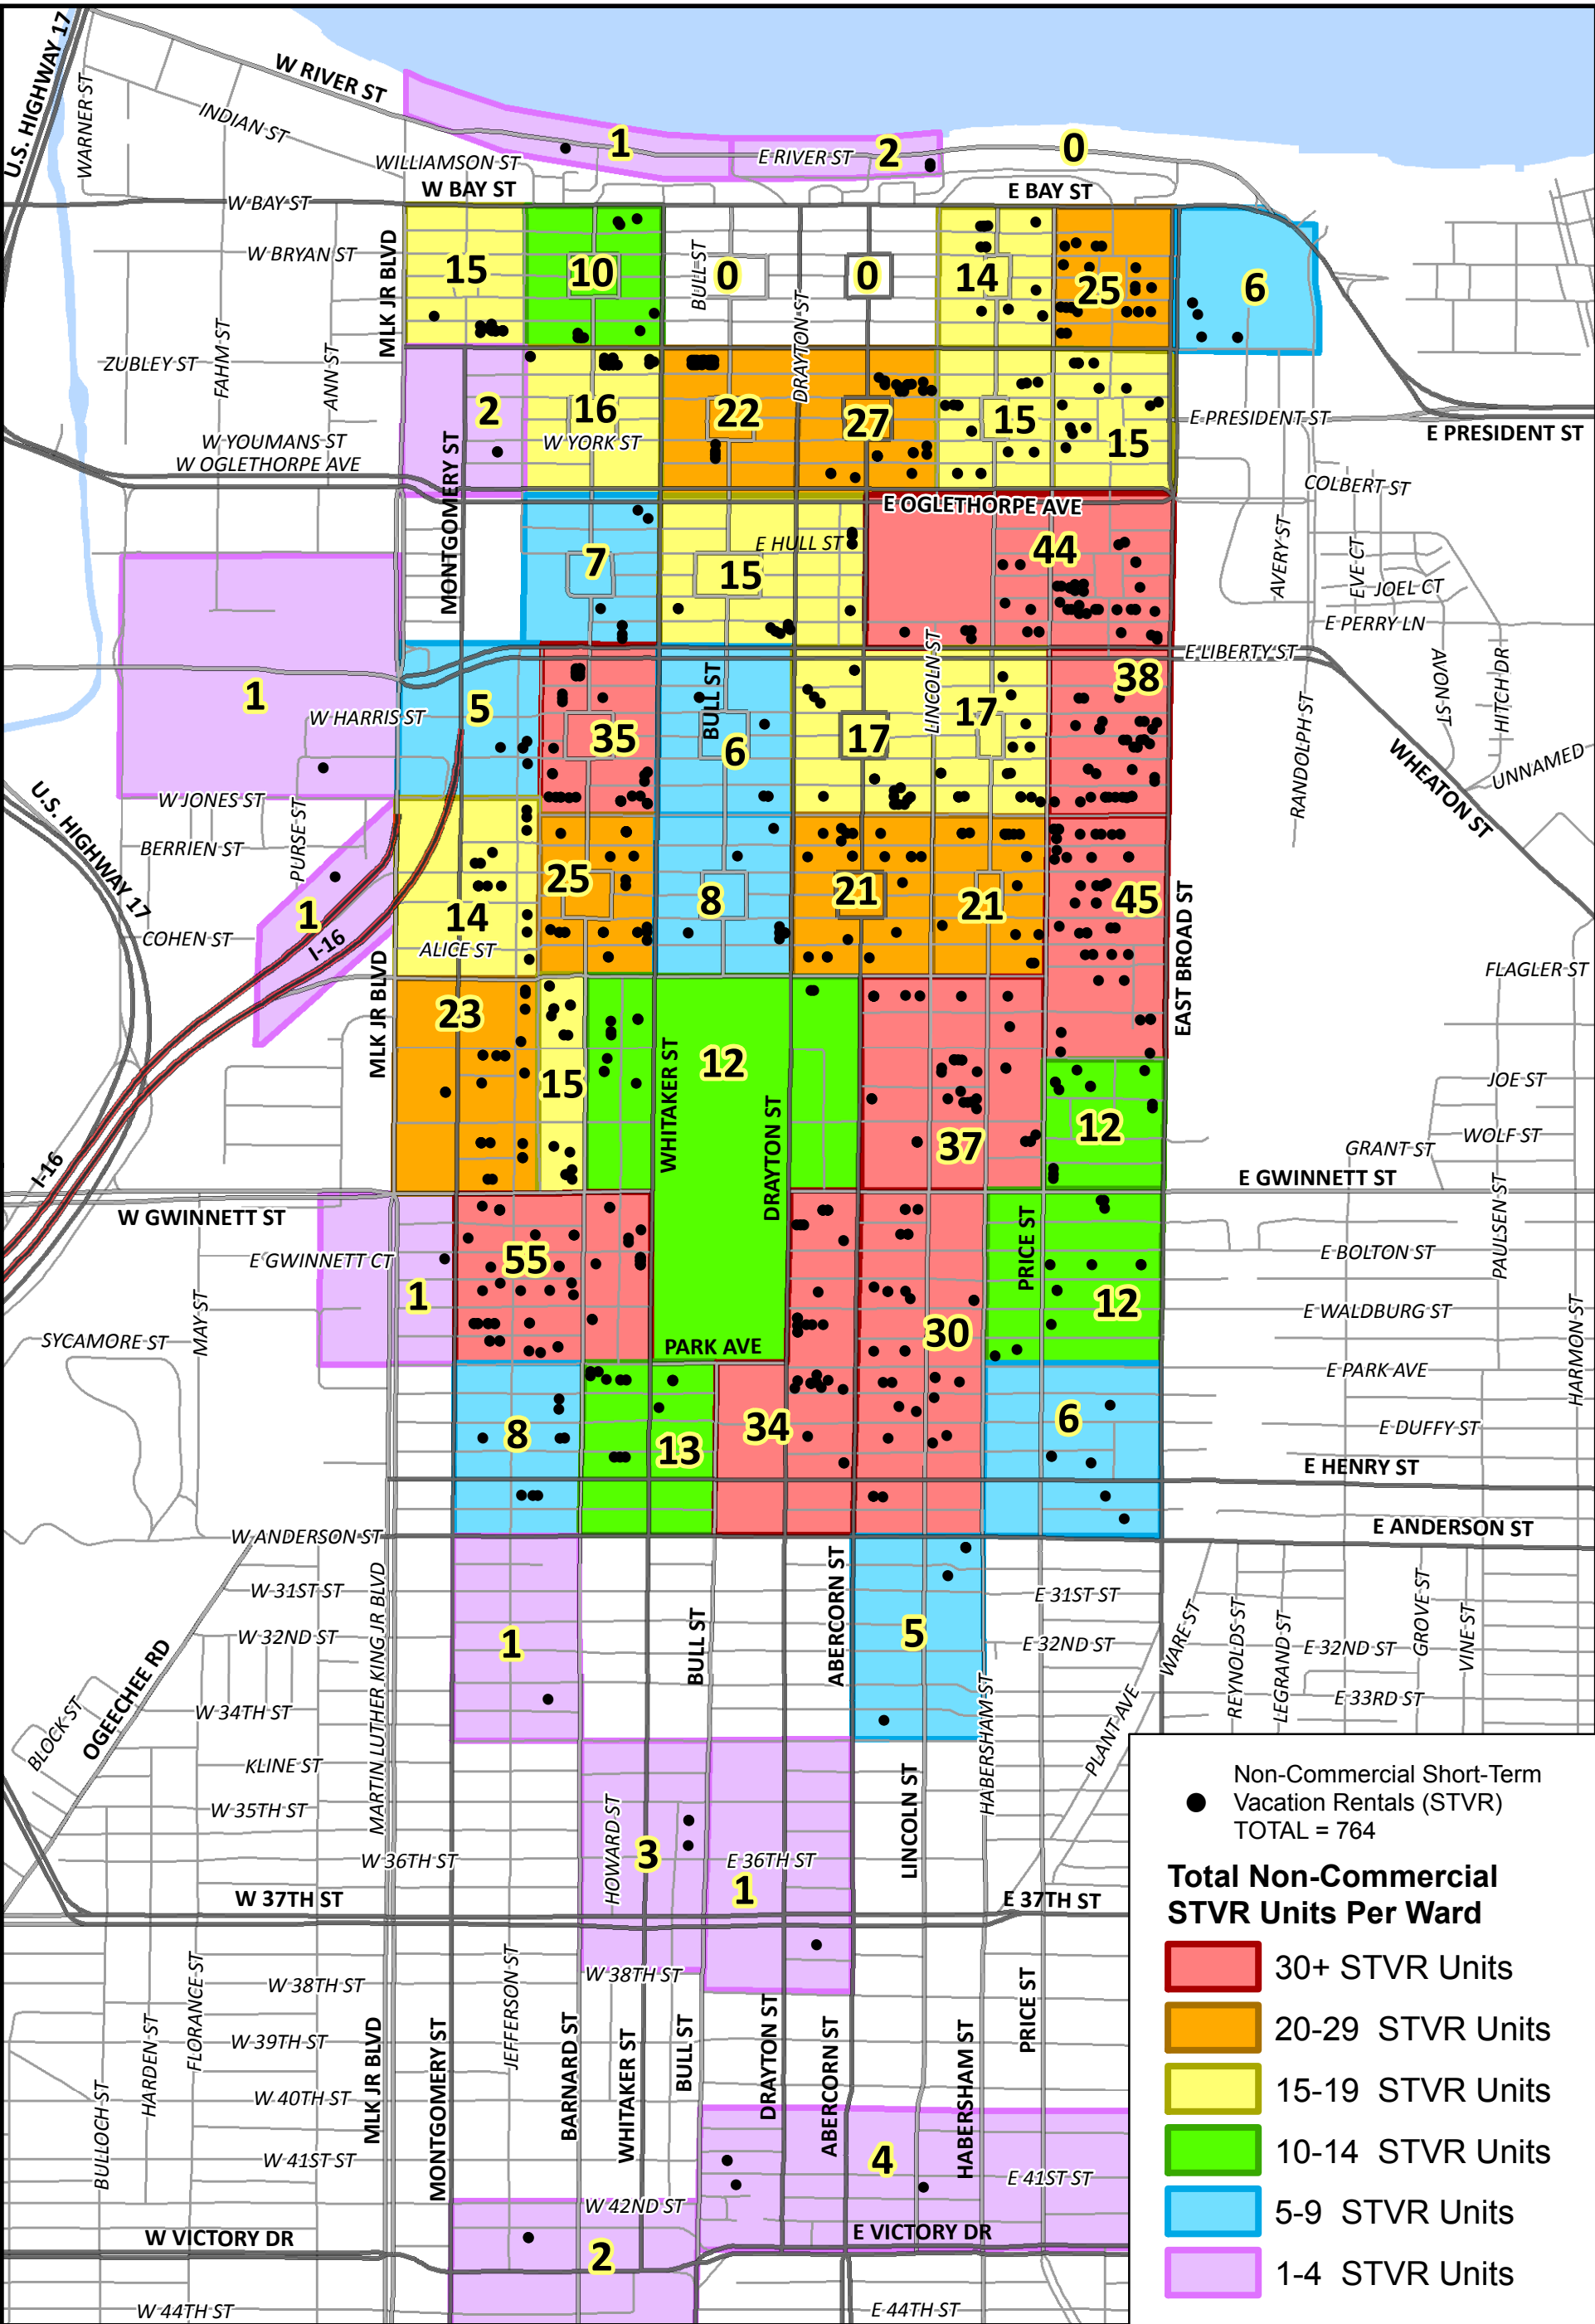 U.S. HIGHWAY 17
WARNER ST
W RIVER ST
INDIAN ST
WILLIAMSON ST
1
E RIVER ST
2
0
W BAY ST
W BAY ST
E BAY ST
W BRYAN ST
MLK JR BLVD
15
10
BULL ST
0
0
14
25
6
ZUBLEY ST
FAHM ST
ANN ST
DRAYTON ST
2
16
22
27
15
15
E PRESIDENT ST
E PRESIDENT ST
W YOUMANS ST
W YORK ST
W OGLETHORPE AVE
MONTGOMERY ST
E OGLETHORPE AVE
COLBERT ST
7
15
E HULL ST
44
AVERY ST
EVE CT
JOEL CT
E PERRY LN
LINCOLN ST
E LIBERTY ST
AVON ST
HITCH DR
1
W HARRIS ST
5
35
BULL ST
6
17
17
38
RANDOLPH ST
WHEATON ST
UNNAMED
U.S. HIGHWAY 17
W JONES ST
PURSE ST
BERRIEN ST
1
COHEN ST
I-16
14
ALICE ST
25
8
21
21
45
EAST BROAD ST
FLAGLER ST
MLK JR BLVD
23
15
WHITAKER ST
12
DRAYTON ST
37
12
JOE ST
WOLF ST
GRANT ST
I-16
E GWINNETT ST
PAULSEN ST
W GWINNETT ST
E GWINNETT CT
1
55
PRICE ST
12
E BOLTON ST
MAY ST
SYCAMORE ST
30
E WALDBURG ST
HARMON ST
PARK AVE
E PARK AVE
8
13
34
6
E DUFFY ST
E HENRY ST
W ANDERSON ST
E ANDERSON ST
MARTIN LUTHER KING JR BLVD
W 31ST ST
ABERCORN ST
E 31ST ST
W 32ND ST
1
BULL ST
5
E 32ND ST
WARE ST
REYNOLDS ST
LEGRAND ST
E 32ND ST
GROVE ST
VINE ST
BLOCK ST
OGEECHEE RD
W 34TH ST
HABERSHAM ST
PLANT AVE
E 33RD ST
KLINE ST
W 35TH ST
HOWARD ST
3
W 36TH ST
E 36TH ST
1
LINCOLN ST
W 37TH ST
E 37TH ST
W 38TH ST
FLORANCE ST
HARDEN ST
BULLOCH ST
W 38TH ST
W 39TH ST
MLK JR BLVD
MONTGOMERY ST
JEFFERSON ST
BARNARD ST
WHITAKER ST
BULL ST
DRAYTON ST
ABERCORN ST
HABERSHAM ST
PRICE ST
W 40TH ST
W 41ST ST
4
E 41ST ST
W 42ND ST
W VICTORY DR
2
E VICTORY DR
W 44TH ST
E 44TH ST
Non-Commercial Short-Term
Vacation Rentals (STVR)
TOTAL = 764
Total Non-Commercial
STVR Units Per Ward
30+ STVR Units
20-29 STVR Units
15-19 STVR Units
10-14 STVR Units
5-9 STVR Units
1-4 STVR Units